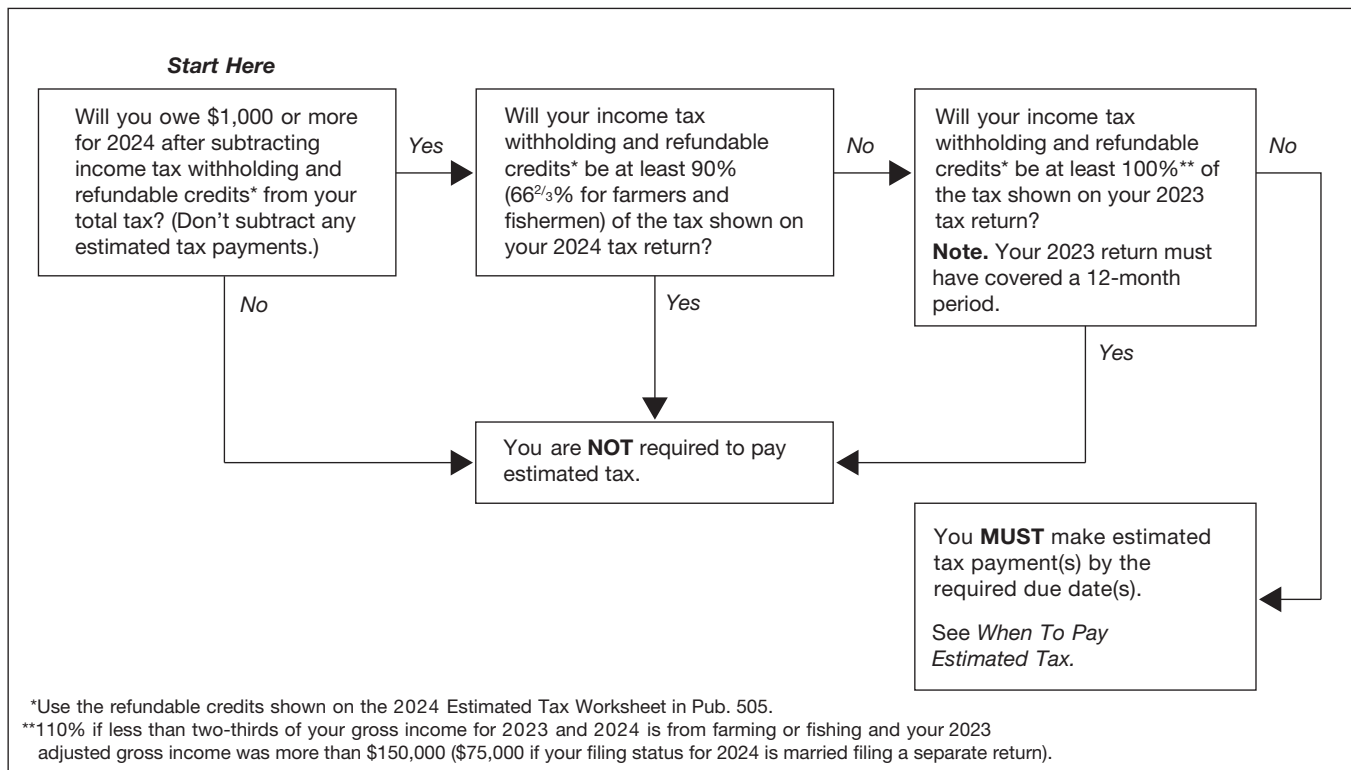 Start Here
Will you owe $1,000 or more
for 2024 after subtracting
income tax withholding and
refundable credits* from your
total tax? (Don’t subtract any
estimated tax payments.)
Yes
No
Will your income tax
withholding and refundable
credits* be at least 90%
(66 2/3% for farmers and
fishermen) of the tax shown on
your 2024 tax return?
No
Yes
Will your income tax
withholding and refundable
credits* be at least 100%** of
the tax shown on your 2023
tax return?
Note. Your 2023 return must
have covered a 12-month
period.
No
Yes
You are NOT required to pay
estimated tax.
You MUST make estimated
tax payment(s) by the
required due date(s).
See When To Pay
Estimated Tax.
*Use the refundable credits shown on the 2024 Estimated Tax Worksheet in Pub. 505.
**110% if less than two-thirds of your gross income for 2023 and 2024 is from farming or fishing and your 2023
adjusted gross income was more than $150,000 ($75,000 if your filing status for 2024 is married filing a separate return).